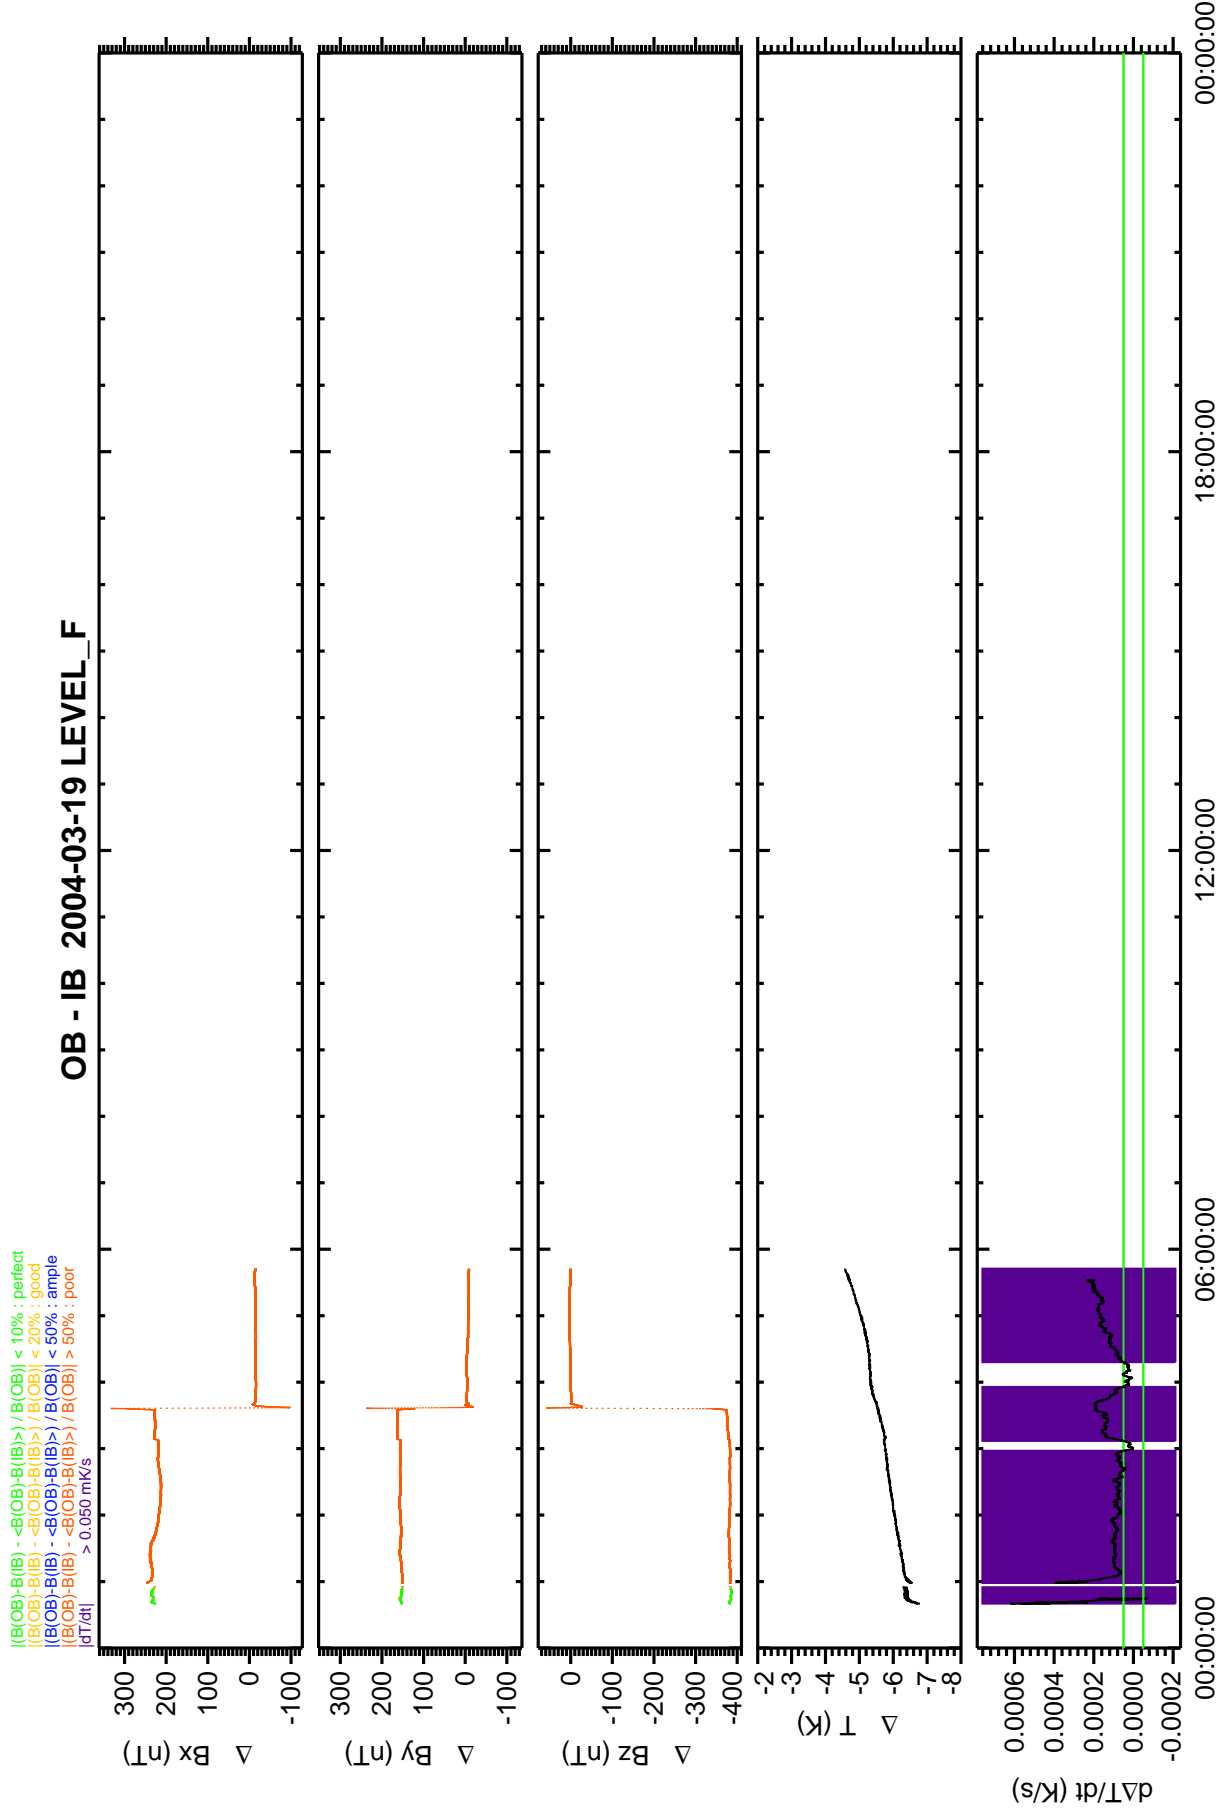 |(B(OB)-B(IB) - <B(OB)-B(IB)>) / B(OB)| < 10% : perfect
|(B(OB)-B(IB) - <B(OB)-B(IB)>) / B(OB)| < 20% : good
|(B(OB)-B(IB) - <B(OB)-B(IB)>) / B(OB)| < 50% : ample
|(B(OB)-B(IB) - <B(OB)-B(IB)>) / B(OB)| > 50% : poor
|dT/dt| > 0.050 mK/s
OB - IB 2004-03-19 LEVEL_F
Δ Bx (nT)
300
200
100
0
-100
Δ By (nT)
300
200
100
0
-100
Δ Bz (nT)
0
-100
-200
-300
-400
Δ T (K)
-2
-3
-4
-5
-6
-7
-8
dΔT/dt (K/s)
0.0006
0.0004
0.0002
0.0000
-0.0002
00:00:00
06:00:00
12:00:00
18:00:00
00:00:00